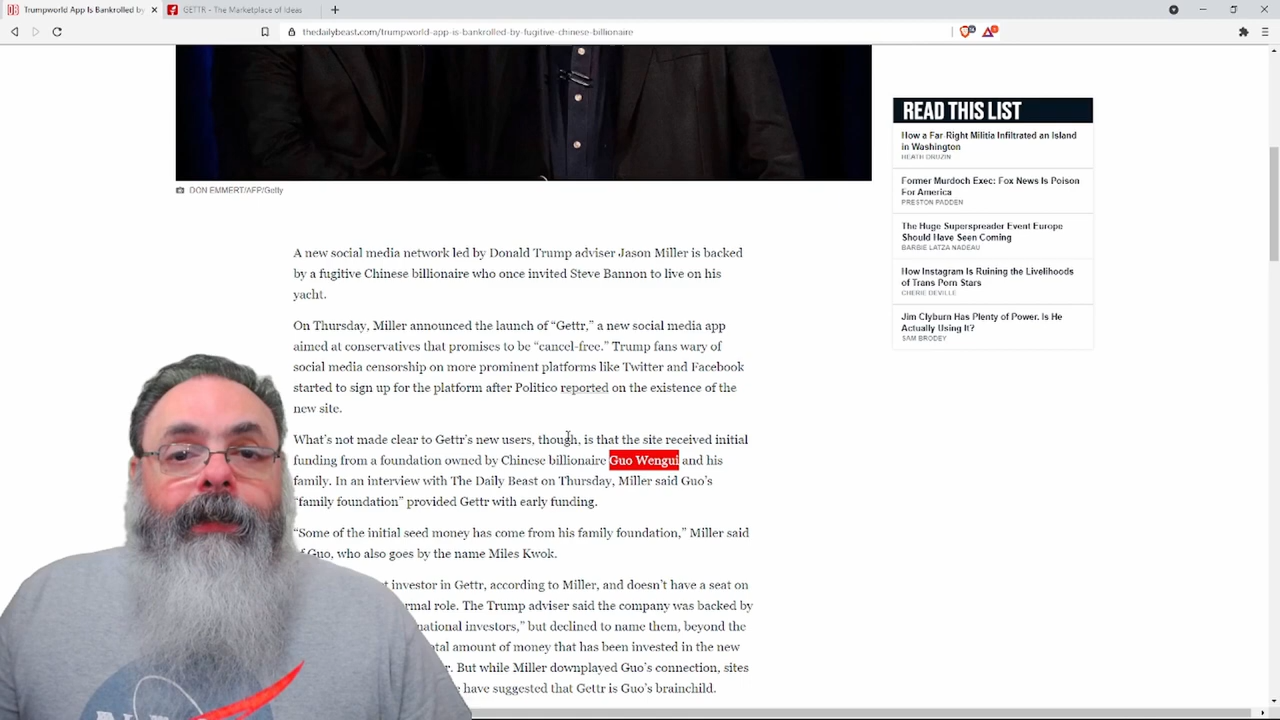 Trumpworld App Is Bankrolled by
GETTR - The Marketplace of Ideas
thedailybeast.com/trumpworld-app-is-bankrolled-by-fugitive-chinese-billionaire
DON EMMERT/AFP/Getty
A new social media network led by Donald Trump adviser Jason Miller is backed
by a fugitive Chinese billionaire who once invited Steve Bannon to live on his
yacht.
On Thursday, Miller announced the launch of “Gettr,” a new social media app
aimed at conservatives that promises to be “cancel-free.” Trump fans wary of
social media censorship on more prominent platforms like Twitter and Facebook
started to sign up for the platform after Politico reported on the existence of the
new site.
What’s not made clear to Gettr’s new users, though, is that the site received initial
funding from a foundation owned by Chinese billionaire Guo Wengui and his
family. In an interview with The Daily Beast on Thursday, Miller said Guo’s
“family foundation” provided Gettr with early funding.
“Some of the initial seed money has come from his family foundation,” Miller said
of Guo, who also goes by the name Miles Kwok.
t investor in Gettr, according to Miller, and doesn’t have a seat on
rmal role. The Trump adviser said the company was backed by
national investors,” but declined to name them, beyond the
tal amount of money that has been invested in the new
r. But while Miller downplayed Guo’s connection, sites
have suggested that Gettr is Guo’s brainchild.
READ THIS LIST
How a Far-Right Militia Infiltrated an Island
in Washington
HEATH DRUZIN
Former Murdoch Exec: Fox News Is Poison
For America
PRESTON PADDEN
The Huge Superspreader Event Europe
Should Have Seen Coming
BARBIE LATZA NADEAU
How Instagram Is Ruining the Livelihoods
of Trans Porn Stars
CHERIE DEVILLE
Jim Clyburn Has Plenty of Power. Is He
Actually Using It?
SAM BRODEY